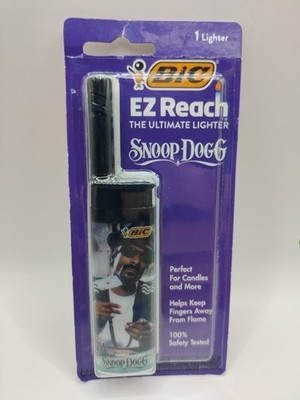 1 Lighter
BIC
EZ Reach
THE ULTIMATE LIGHTER
SNOOP DOGG
BIC
Perfect
For Candles
and More
Helps Keep
Fingers Away
From Flame
100%
Safety Tested
SNOOP DOGG